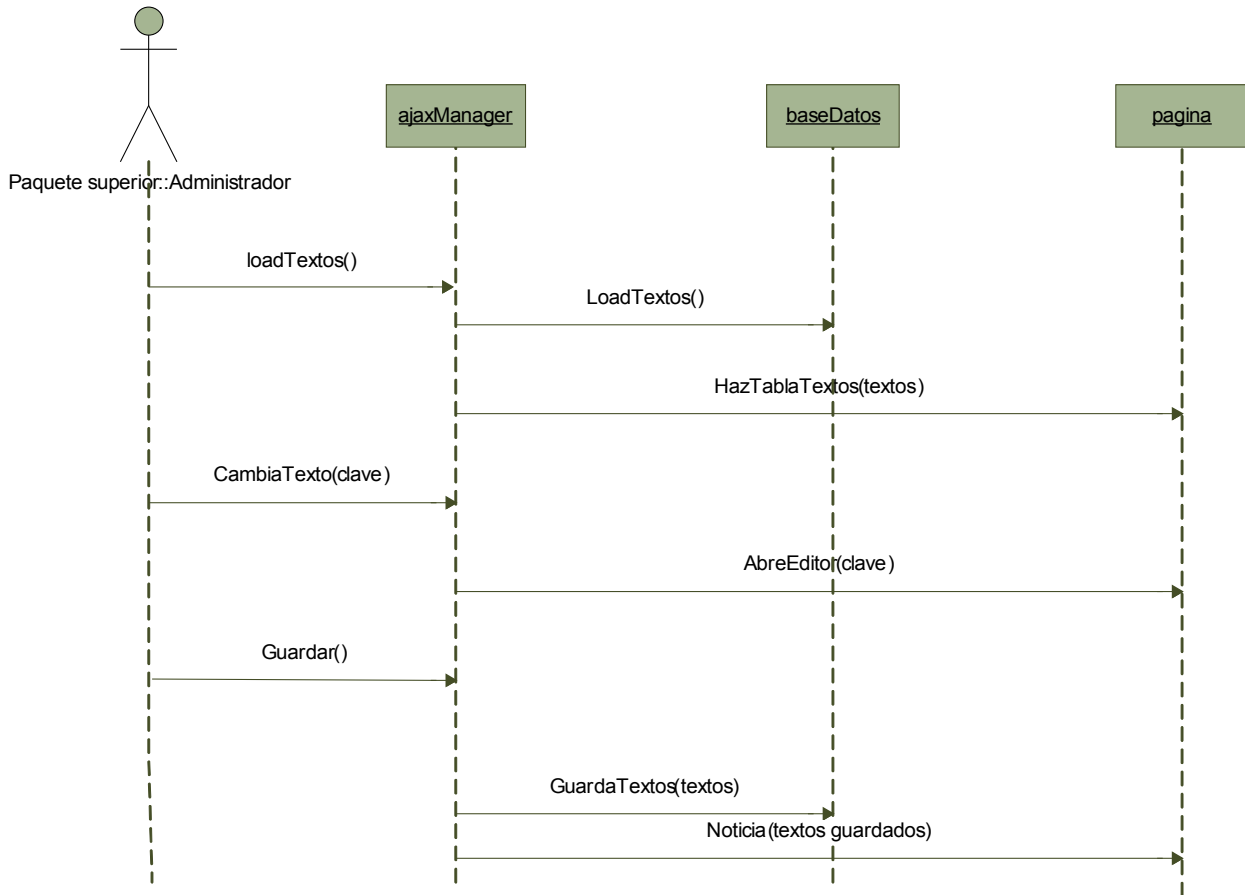 ajaxManager
baseDatos
pagina
Paquete superior::Administrador
loadTextos()
LoadTextos()
HazTablaTextos(textos)
CambiaTexto(clave)
AbreEditor(clave)
Guardar()
GuardaTextos(textos)
Noticia(textos guardados)